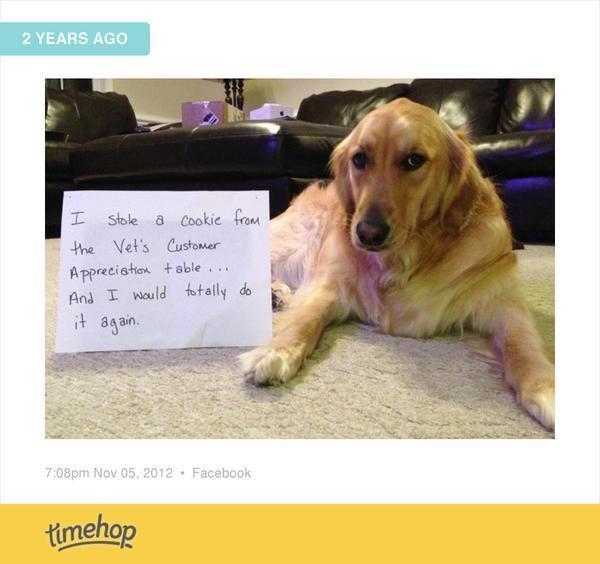 2 YEARS AGO
I stole a cookie from
the Vet's Customer
Appreciation table...
And I would totally do
it again.
7:08pm Nov 05, 2012 • Facebook
timehop